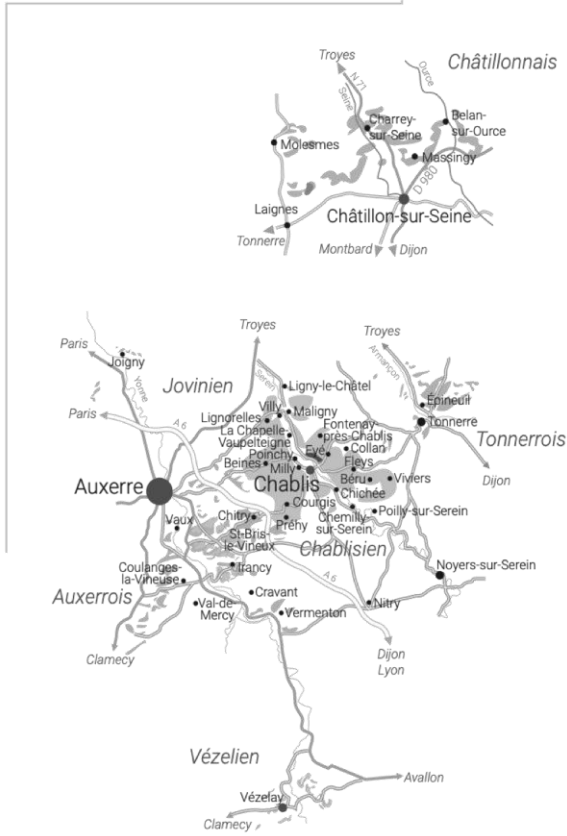 Troyes
Châtillonnais
N 71
Ource
Seine
Charrey-
sur-Seine
Belan-
sur-Ource
Molesmes
Massingy
D 980
Laignes
Châtillon-sur-Seine
Tonnerre
Montbard
Dijon
Troyes
Troyes
Paris
Joigny
Yonne
Jovinien
Serein
Armançon
Ligny-le-Châtel
Épineuil
Paris
A 6
Villy
Maligny
Lignorelles
La Chapelle-
Vaupelteigne
Fontenay-
près-Chablis
Tonnerre
Tonnerrois
Collan
Fyé
Poinchy
Beines
Milly
Fleys
Dijon
Auxerre
Chablis
Béru
Viviers
Chichée
Courgis
Chitry
Préhy
Chemilly-
sur-Serein
Poilly-sur-Serein
Vaux
St-Bris-
le-Vineux
Chablisien
Coulanges-
la-Vineuse
Irancy
A 6
Noyers-sur-Serein
Auxerrois
Cravant
Val-de-
Mercy
Vermenton
Nitry
Clamecy
Dijon
Lyon
Vézelien
Avallon
Vézelay
Clamecy